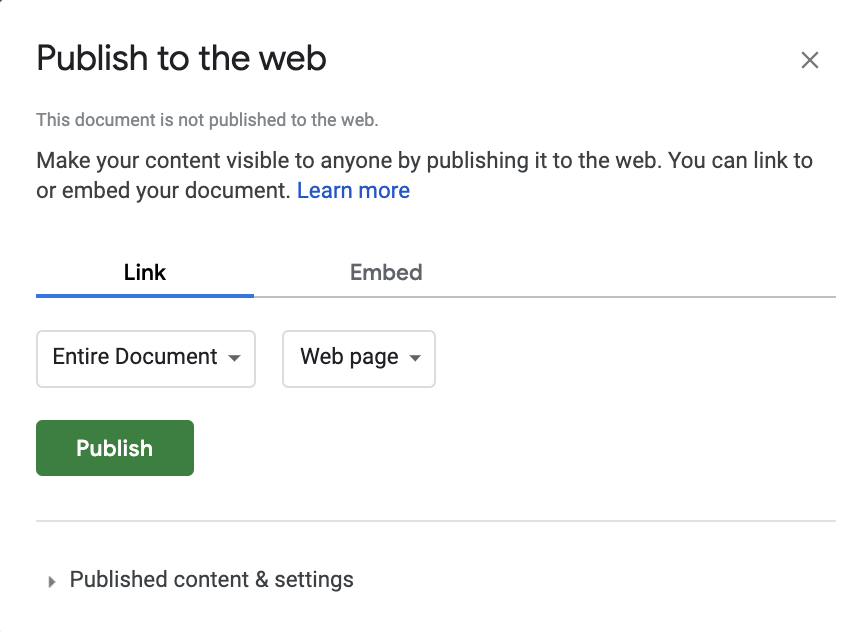 Publish to the web
This document is not published to the web.
Make your content visible to anyone by publishing it to the web. You can link to
or embed your document. Learn more
Link Embed
Entire Document Web page
Publish
Published content & settings